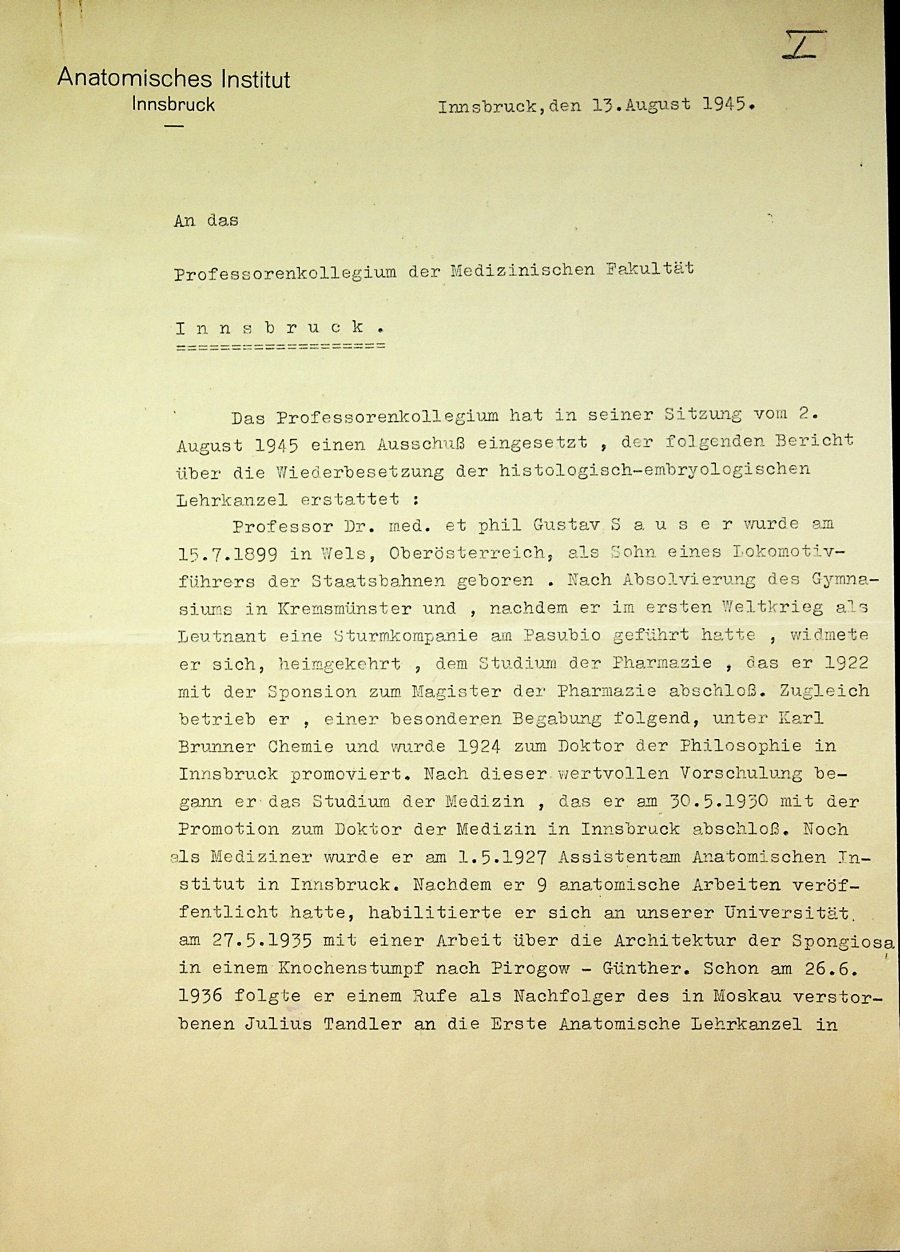 I
Anatomisches Institut
Innsbruck
Innsbruck,den 13.August 1945.
An das
Professorenkollegium der Medizinischen Fakultät
I n n s b r u c k .
===================
Das Professorenkollegium hat in seiner Sitzung vom 2.
August 1945 einen Ausschuß eingesetzt , der folgenden Bericht
über die Wiederbesetzung der histologisch-embryologischen
Lehrkanzel erstattet :
Professor Dr. med. et phil Gustav S a u s e r wurde am
15.7.1899 in Wels, Oberösterreich, als Sohn eines Lokomotiv-
führers der Staatsbahnen geboren . Nach Absolvierung des Gymna-
siums in Kremsmünster und , nachdem er im ersten Weltkrieg als
Leutnant eine Sturmkompanie am Pasubio geführt hatte , widmete
er sich, heimgekehrt , dem Studium der Pharmazie , das er 1922
mit der Sponsion zum Magister der Pharmazie abschloß. Zugleich
betrieb er , einer besonderen Begabung folgend, unter Karl
Brunner Chemie und wurde 1924 zum Doktor der Philosophie in
Innsbruck promoviert. Nach dieser wertvollen Vorschulung be-
gann er das Studium der Medizin , das er am 30.5.1930 mit der
Promotion zum Doktor der Medizin in Innsbruck abschloß. Noch
als Mediziner wurde er am 1.5.1927 Assistentam Anatomischen In-
stitut in Innsbruck. Nachdem er 9 anatomische Arbeiten veröf-
fentlicht hatte, habilitierte er sich an unserer Universität
am 27.5.1935 mit einer Arbeit über die Architektur der Spongiosa
in einem Knochenstumpf nach Pirogow - Günther. Schon am 26.6.
1936 folgte er einem Rufe als Nachfolger des in Moskau verstor-
benen Julius Tandler an die Erste Anatomische Lehrkanzel in